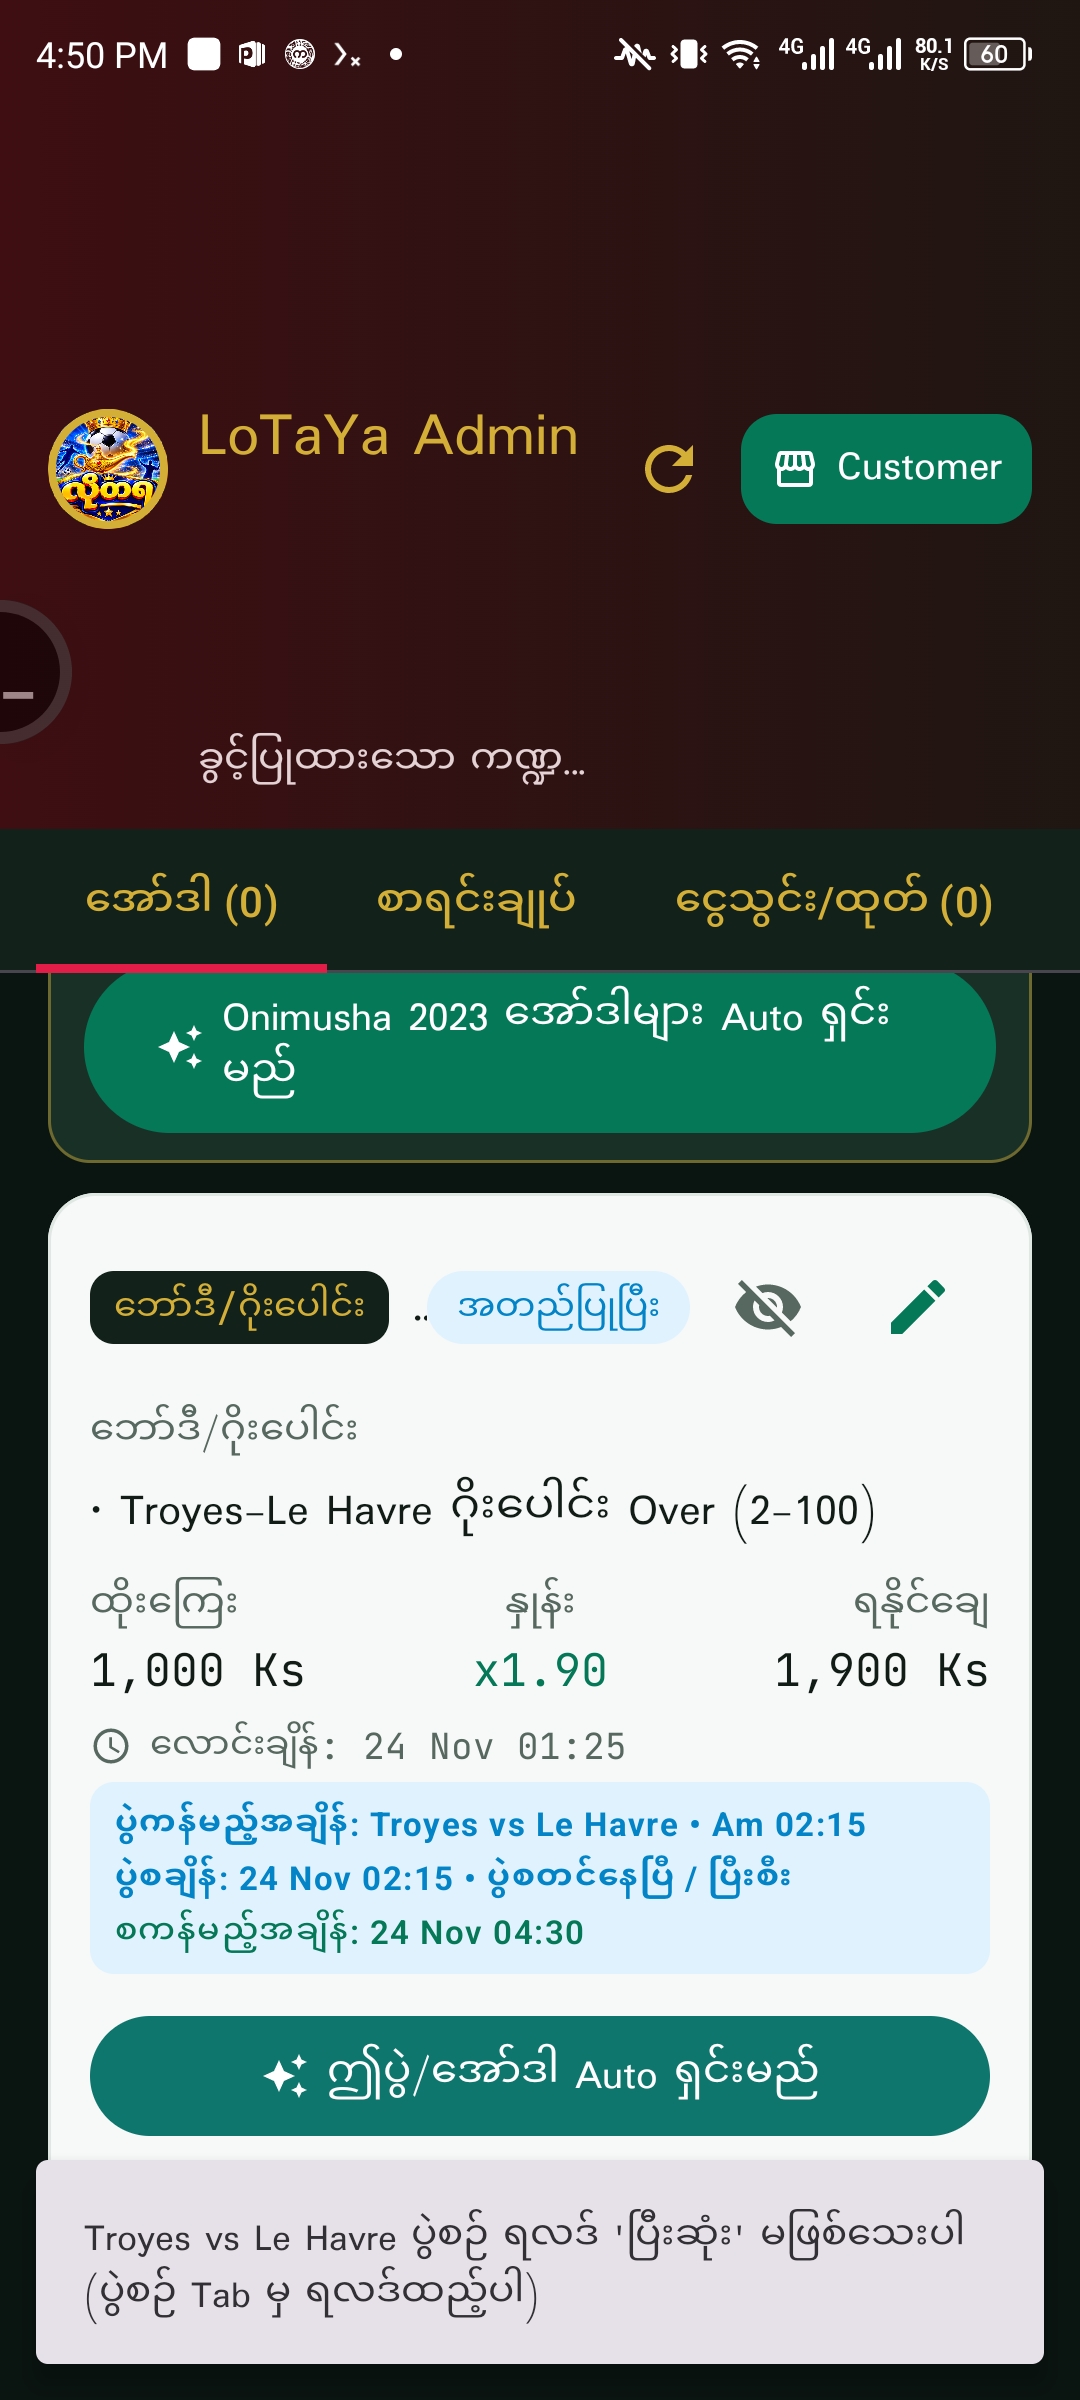 4:50 PM
4G 4G 80.1 K/S 60
LoTaYa Admin
Customer
လိုတရ
ခွင့်ပြုထားသော ကဏ္ဍ...
အော်ဒါ (0)
စာရင်းချုပ်
ငွေသွင်း/ထုတ် (0)
Onimusha 2023 အော်ဒါများ Auto ရှင်း
မည်
ဘော်ဒီ/ဂိုးပေါင်း
..
အတည်ပြုပြီး
ဘော်ဒီ/ဂိုးပေါင်း
· Troyes-Le Havre ဂိုးပေါင်း Over (2-100)
ထိုးကြေး နှုန်း ရနိုင်ချေ
1,000 Ks x1.90 1,900 Ks
လောင်းချိန်: 24 Nov 01:25
ပွဲကန်မည့်အချိန်: Troyes vs Le Havre • Am 02:15
ပွဲစချိန်: 24 Nov 02:15 • ပွဲစတင်နေပြီ / ပြီးစီး
စကန်မည့်အချိန်: 24 Nov 04:30
ဤပွဲ/အော်ဒါ Auto ရှင်းမည်
Troyes vs Le Havre ပွဲစဉ် ရလဒ် 'ပြီးဆုံး' မဖြစ်သေးပါ
(ပွဲစဉ် Tab မှ ရလဒ်ထည့်ပါ)